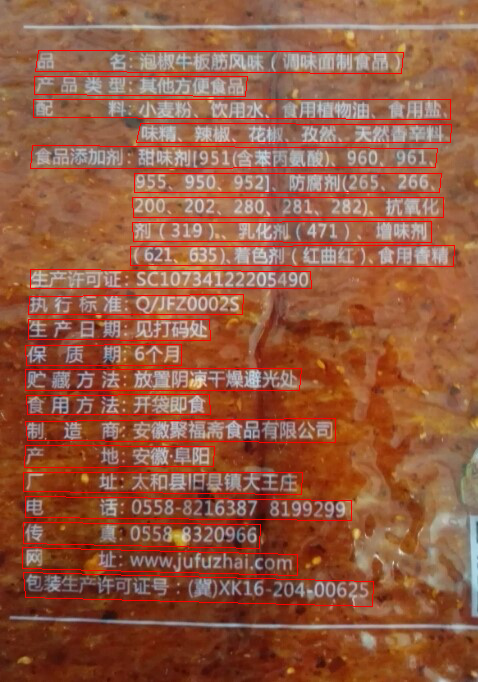 品名：泡椒牛板筋风味（调味面制食品）
产品类型：其他方便食品
配料：小麦粉、饮用水、食用植物油、食用盐、
味精、辣椒、花椒、孜然、天然香辛料、
食品添加剂：甜味剂[951(含苯丙氨酸)、960、961、
955、950、952]、防腐剂(265、266、
200、202、280、281、282)、抗氧化
剂（319）、乳化剂（471）、增味剂
（621、635）、着色剂（红曲红）、食用香精
生产许可证：SC10734122205490
执行标准：Q/JFZ0002S
生产日期：见打码处
保质期：6个月
贮藏方法：放置阴凉干燥避光处
食用方法：开袋即食
制造商：安徽聚福斋食品有限公司
产地：安徽·阜阳
厂址：太和县旧县镇大王庄
电话：0558-8216387 8199299
传真：0558-8320966
网址：www.jufuzhai.com
包装生产许可证号：(冀)XK16-204-00625